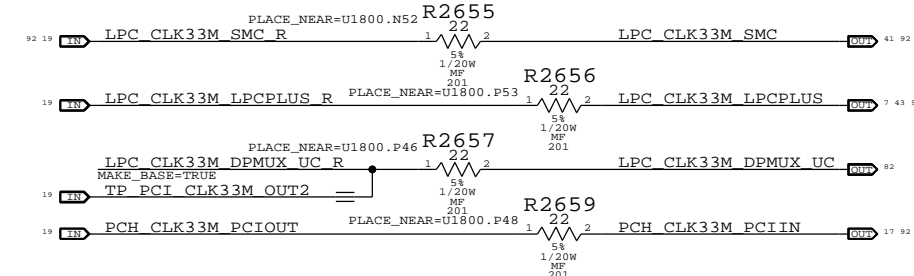 PLACE_NEAR=U1800.N52 R2655
22
92 19 IN LPC_CLK33M_SMC_R 1 2 LPC_CLK33M_SMC OUT 41 92
5%
1/20W
MF
201
R2656
PLACE_NEAR=U1800.P53 22
19 IN LPC_CLK33M_LPCPLUS_R 1 2 LPC_CLK33M_LPCPLUS OUT 7 43
5%
1/20W
MF
201
PLACE_NEAR=U1800.P46 R2657
22
LPC_CLK33M_DPMUX_UC_R 1 2 LPC_CLK33M_DPMUX_UC OUT 82
MAKE_BASE=TRUE
5%
1/20W
MF
201
19 IN TP_PCI_CLK33M_OUT2
R2659
PLACE_NEAR=U1800.P48 22
19 IN PCH_CLK33M_PCIOUT 1 2 PCH_CLK33M_PCIIN OUT 17 92
5%
1/20W
MF
201